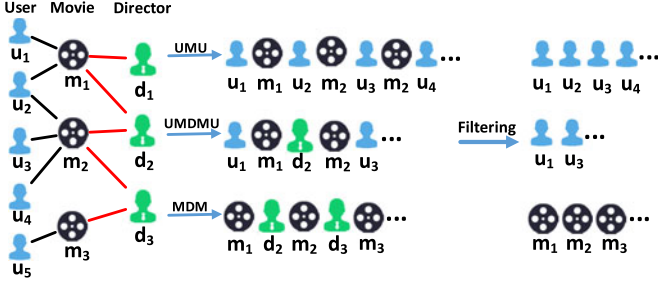 User Movie Director
u1 m1 d1
u2
u3 m2 d2
u4 d3
u5 m3
UMU
u1 m1 u2 m2 u3 m2 u4 ...
u1 u2 u3 u4 ...
UMDMU
u1 m1 d2 m2 u3 ...
Filtering
u1 u3 ...
MDM
m1 d2 m2 d3 m3 ...
m1 m2 m3 ...